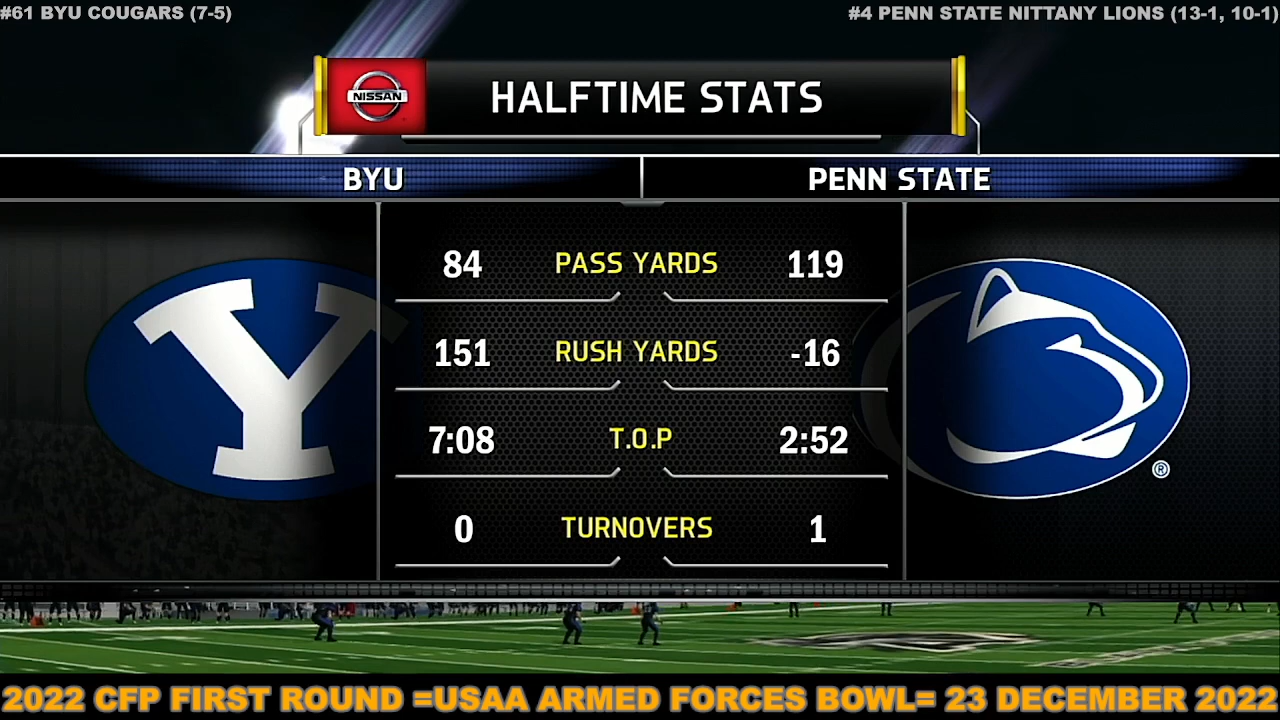 #61 BYU COUGARS (7-5) #4 PENN STATE NITTANY LIONS (13-1, 10-1)
NISSAN HALFTIME STATS
BYU PENN STATE
84 PASS YARDS 119
151 RUSH YARDS -16
7:08 T.O.P 2:52
0 TURNOVERS 1
Y
®
2022 CFP FIRST ROUND =USAA ARMED FORCES BOWL= 23 DECEMBER 2022